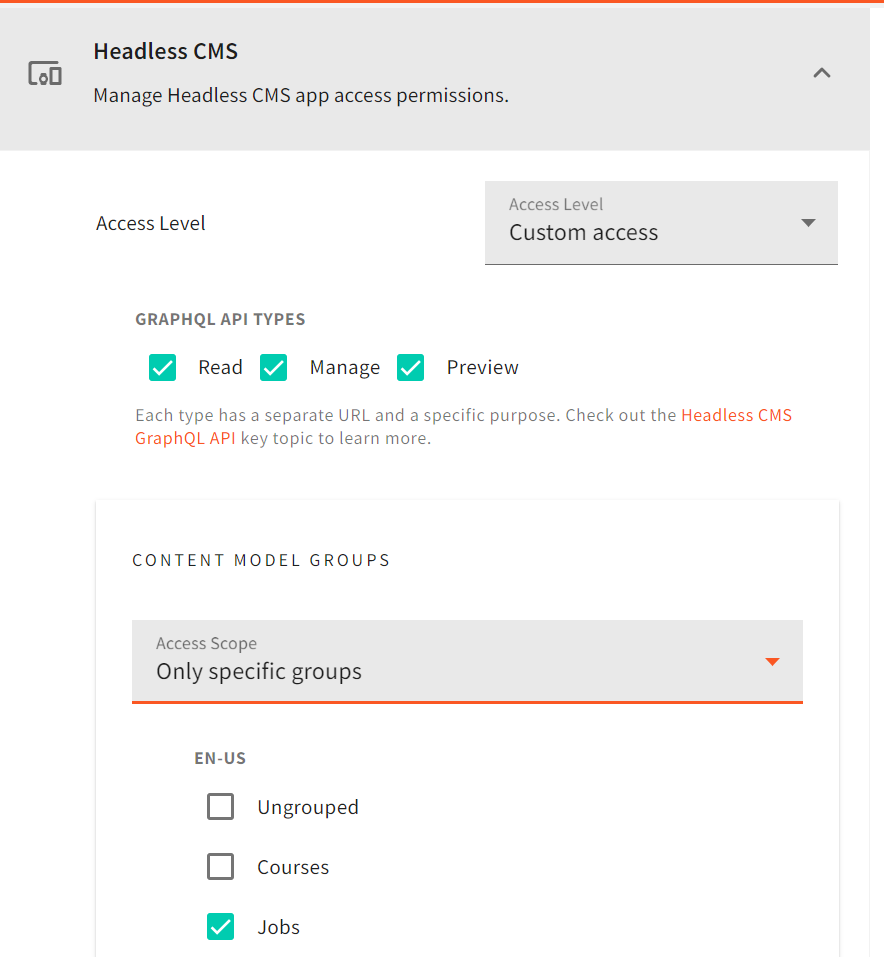 Headless CMS
Manage Headless CMS app access permissions.
Access Level
Access Level
Custom access
GRAPHQL API TYPES
Read Manage Preview
Each type has a separate URL and a specific purpose. Check out the Headless CMS
GraphQL API key topic to learn more.
CONTENT MODEL GROUPS
Access Scope
Only specific groups
EN-US
Ungrouped
Courses
Jobs